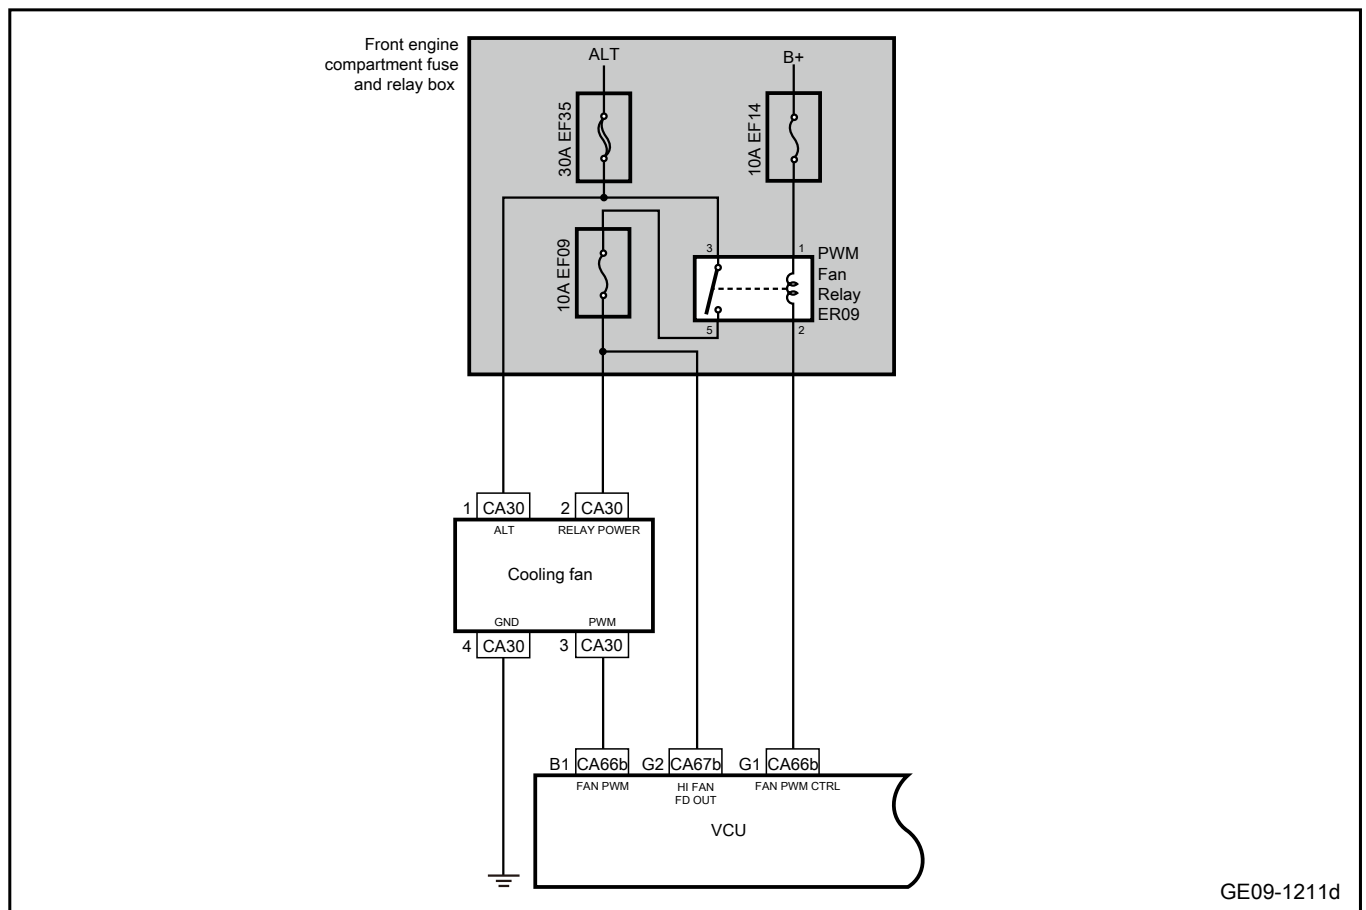 Front engine
compartment fuse
and relay box
ALT
B+
30A EF35
10A EF14
10A EF09
3
1
5
2
PWM
Fan
Relay
ER09
1 CA30
2 CA30
ALT
RELAY POWER
Cooling fan
GND
PWM
4 CA30
3 CA30
B1 CA66b
G2 CA67b
G1 CA66b
FAN PWM
HI FAN
FD OUT
FAN PWM CTRL
VCU
GE09-1211d